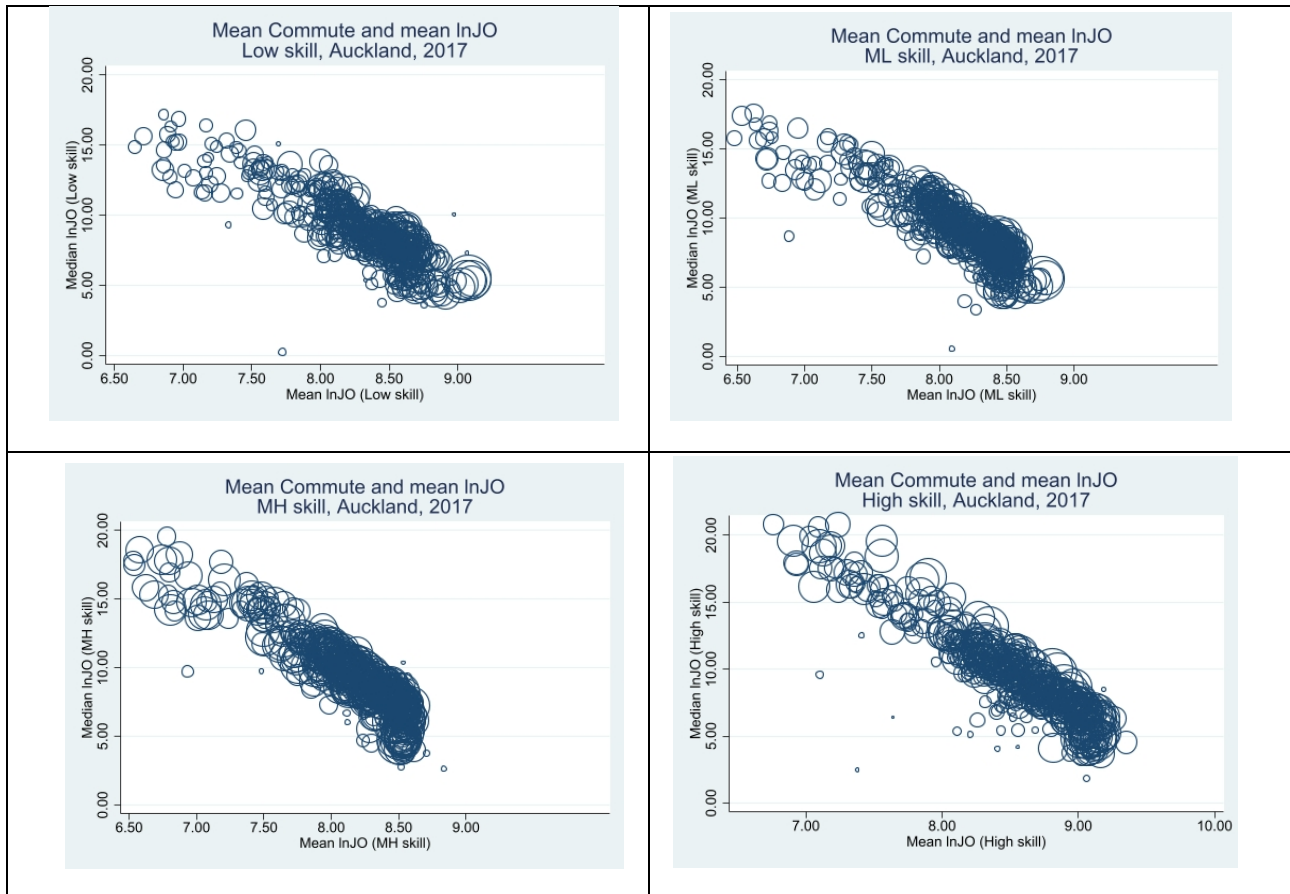 Mean Commute and mean lnJO
Low skill, Auckland, 2017
Median lnJO (Low skill)
20.00
15.00
10.00
5.00
0.00
6.50 7.00 7.50 8.00 8.50 9.00
Mean lnJO (Low skill)
Mean Commute and mean lnJO
ML skill, Auckland, 2017
Median lnJO (ML skill)
20.00
15.00
10.00
5.00
0.00
6.50 7.00 7.50 8.00 8.50 9.00
Mean lnJO (ML skill)
Mean Commute and mean lnJO
MH skill, Auckland, 2017
Median lnJO (MH skill)
20.00
15.00
10.00
5.00
0.00
6.50 7.00 7.50 8.00 8.50 9.00
Mean lnJO (MH skill)
Mean Commute and mean lnJO
High skill, Auckland, 2017
Median lnJO (High skill)
20.00
15.00
10.00
5.00
0.00
7.00 8.00 9.00 10.00
Mean lnJO (High skill)